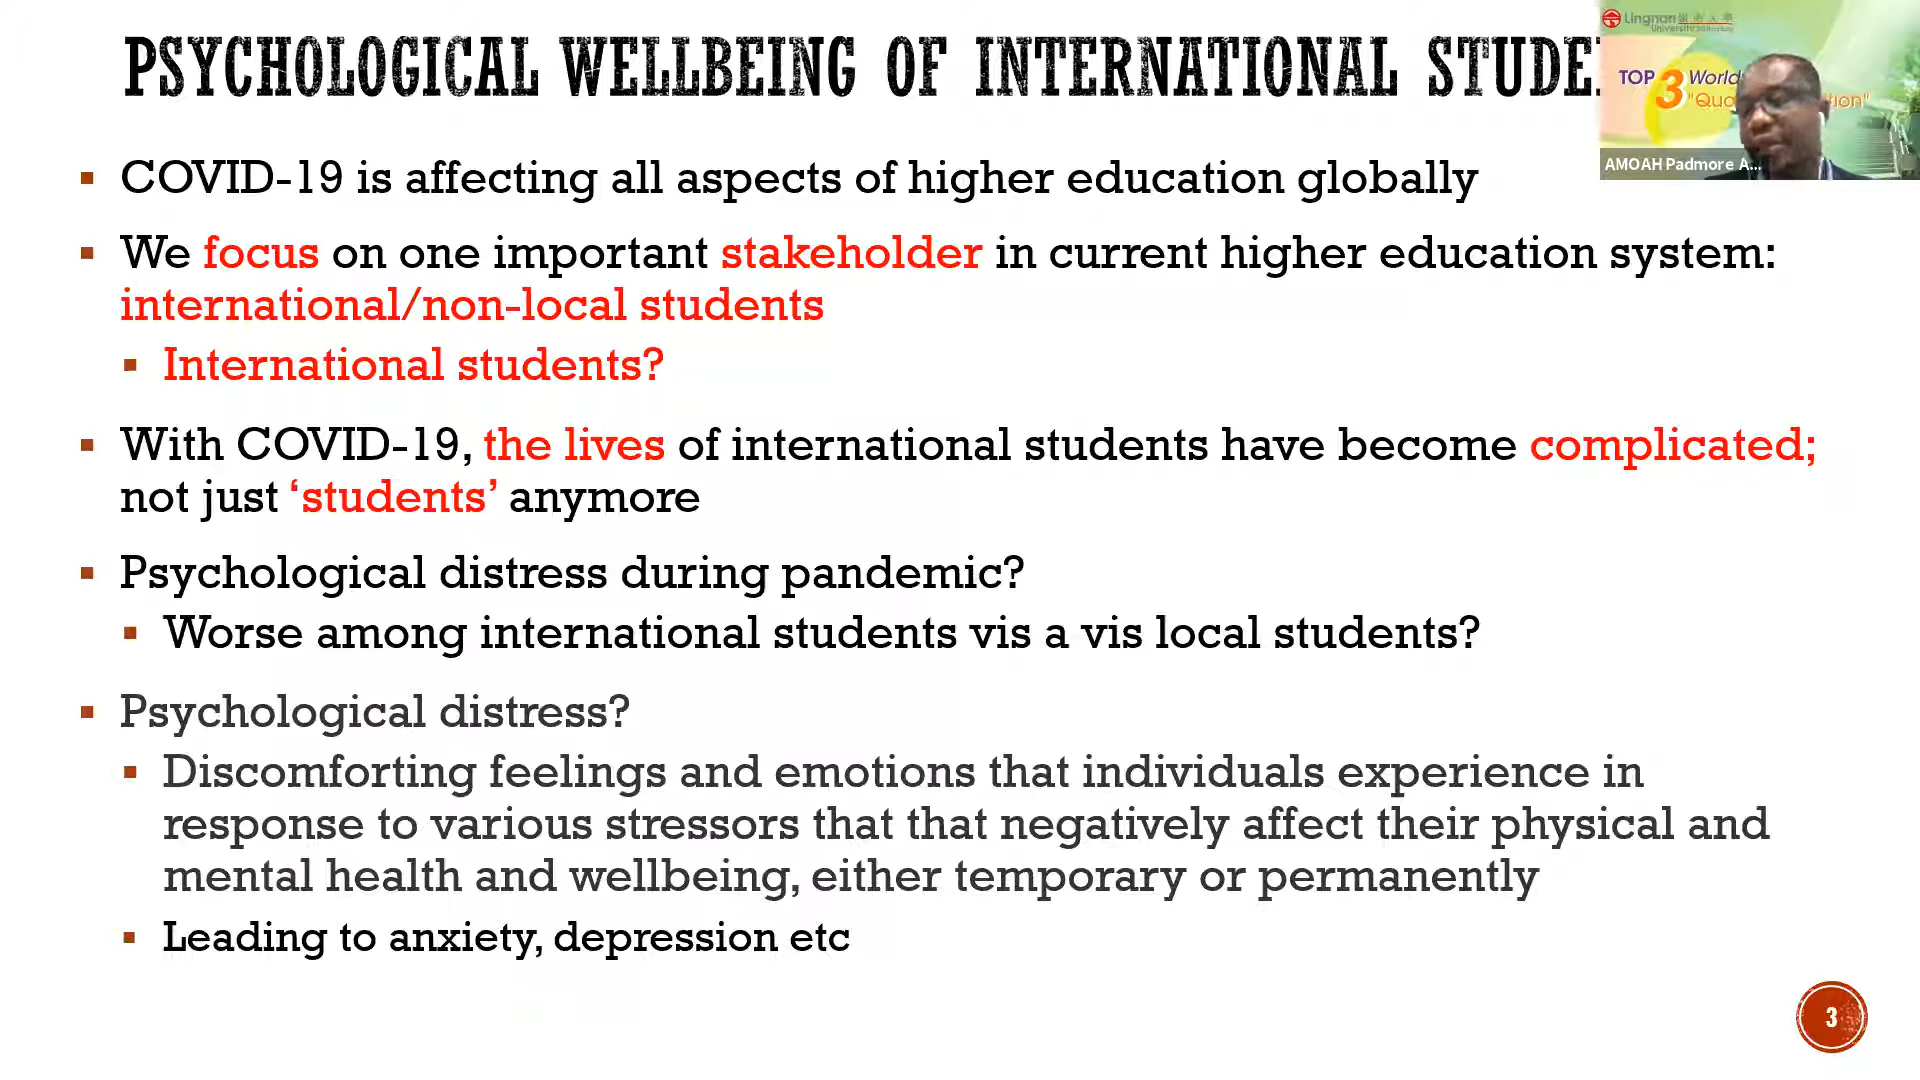 PSYCHOLOGICAL WELLBEING OF INTERNATIONAL STUDE
Lingnan
University
TOP 3 World
"Qua ion"
AMOAH Padmore A...
▪ COVID-19 is affecting all aspects of higher education globally
▪ We focus on one important stakeholder in current higher education system:
international/non-local students
▪ International students?
▪ With COVID-19, the lives of international students have become complicated;
not just ‘students’ anymore
▪ Psychological distress during pandemic?
▪ Worse among international students vis a vis local students?
▪ Psychological distress?
▪ Discomforting feelings and emotions that individuals experience in
response to various stressors that that negatively affect their physical and
mental health and wellbeing, either temporary or permanently
▪ Leading to anxiety, depression etc
3